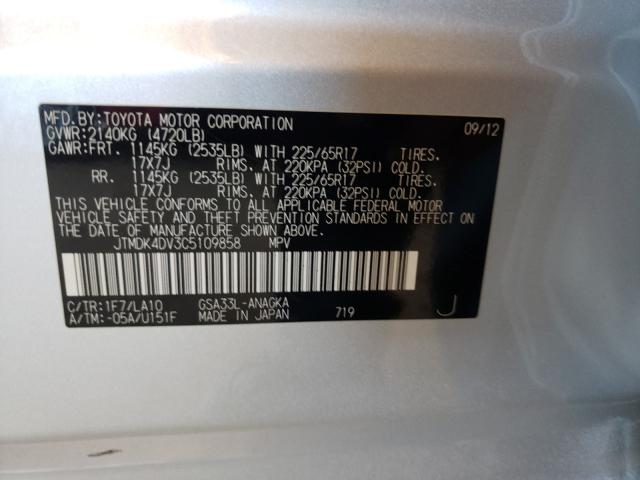 MFD.BY:TOYOTA MOTOR CORPORATION 09/12
GVWR:2140KG (4720LB)
GAWR:FRT. 1145KG (2535LB) WITH 225/65R17 TIRES.
17X7J RIMS. AT 220KPA (32PSI) COLD.
RR. 1145KG (2535LB) WITH 225/65R17 TIRES.
17X7J RIMS. AT 220KPA (32PSI) COLD.
THIS VEHICLE CONFORMS TO ALL APPLICABLE FEDERAL MOTOR
VEHICLE SAFETY AND THEFT PREVENTION STANDARDS IN EFFECT ON
THE DATE OF MANUFACTURE SHOWN ABOVE.
JTMDK4DV3C5109858 MPV
C/TR:1F7/LA10 GSA33L-ANAGKA
A/TM:-05A/U151F MADE IN JAPAN 719 J